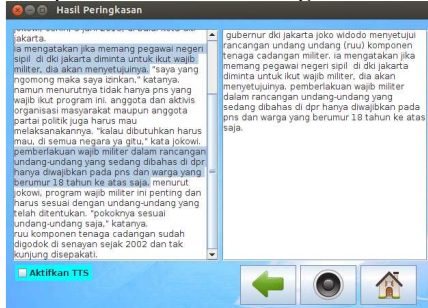 Hasil Peringkasan
jakarta.
ia mengatakan jika memang pegawai negeri
sipil di dki jakarta diminta untuk ikut wajib
militer, dia akan menyetujuinya. "saya yang
ngomong maka saya izinkan," katanya.
namun menurutnya tidak hanya pns yang
wajib ikut program ini. anggota dan aktivis
organisasi masyarakat maupun anggota
partai politik juga harus mau
melaksanakannya. "kalau dibutuhkan harus
mau, di semua negara ya gitu," kata jokowi.
pemberlakuan wajib militer dalam rancangan
undang-undang yang sedang dibahas di dpr
hanya diwajibkan pada pns dan warga yang
berumur 18 tahun ke atas saja. menurut
jokowi, program wajib militer ini penting dan
harus sesuai dengan undang-undang yang
telah ditentukan. "pokoknya sesuai
undang-undang saja," katanya.
ruu komponen tenaga cadangan sudah
digodok di senayan sejak 2002 dan tak
kunjung disepakati.
gubernur dki jakarta joko widodo menyetujui
rancangan undang undang (ruu) komponen
tenaga cadangan militer. ia mengatakan jika
memang pegawai negeri sipil di dki jakarta
diminta untuk ikut wajib militer, dia akan
menyetujuinya. pemberlakuan wajib militer
dalam rancangan undang-undang yang
sedang dibahas di dpr hanya diwajibkan pada
pns dan warga yang berumur 18 tahun ke atas
saja.
Aktifkan TTS